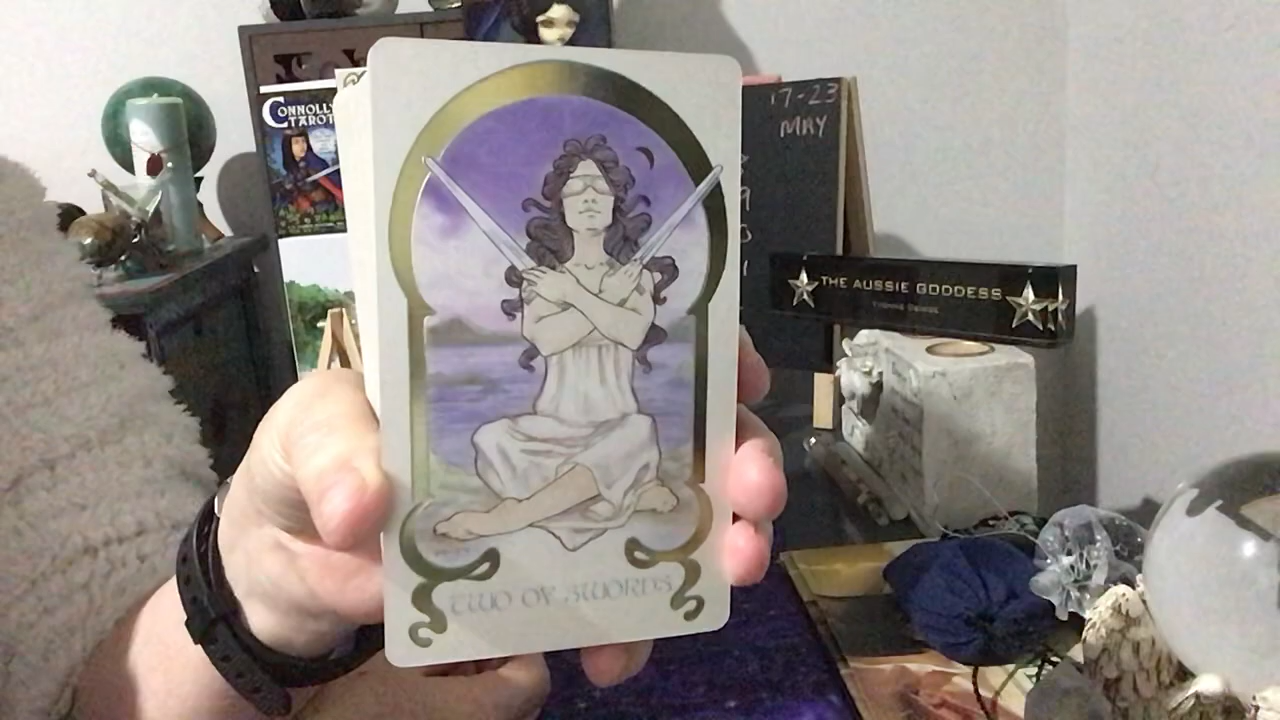 CONNOLLY
TAROT
17-23
MAY
THE AUSSIE GODDESS
TWO OF SWORDS